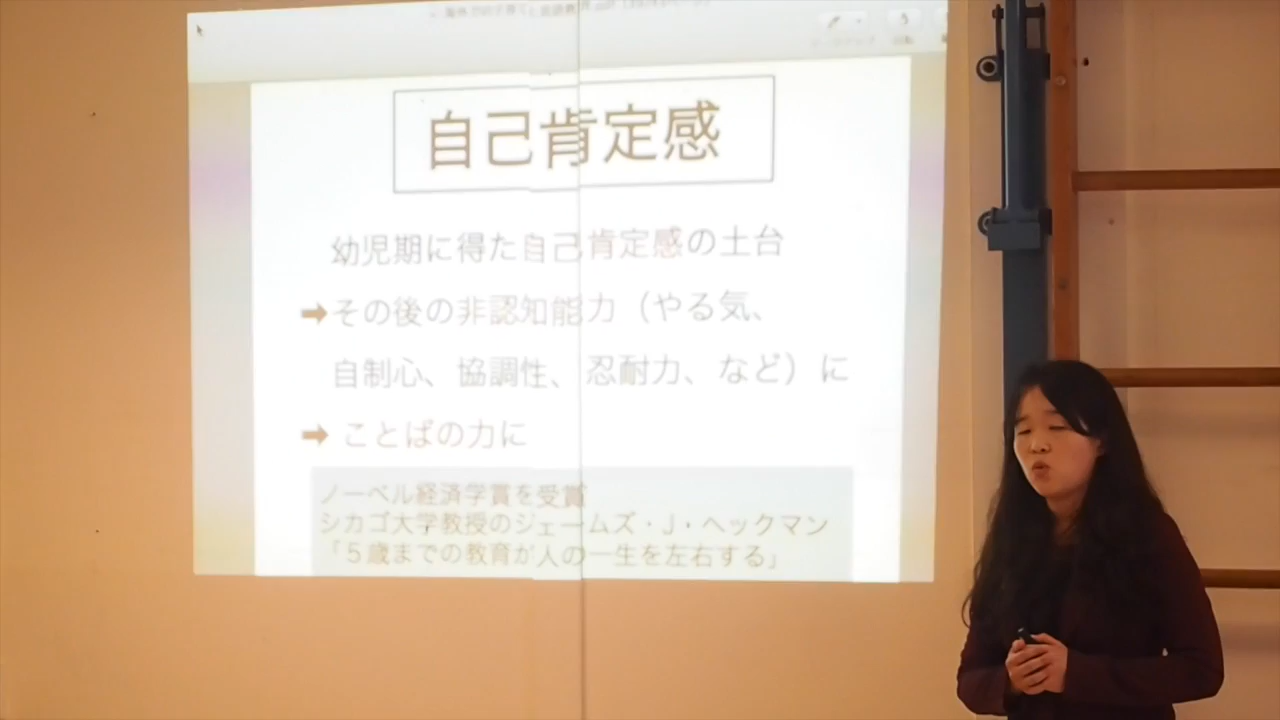 自己肯定感
幼児期に得た自己肯定感の土台
➡その後の非認知能力（やる気、
自制心、協調性、忍耐力、など）に
➡ことばの力に
ノーベル経済学賞を受賞
シカゴ大学教授のジェームズ・J・ヘックマン
「５歳までの教育が人の一生を左右する」